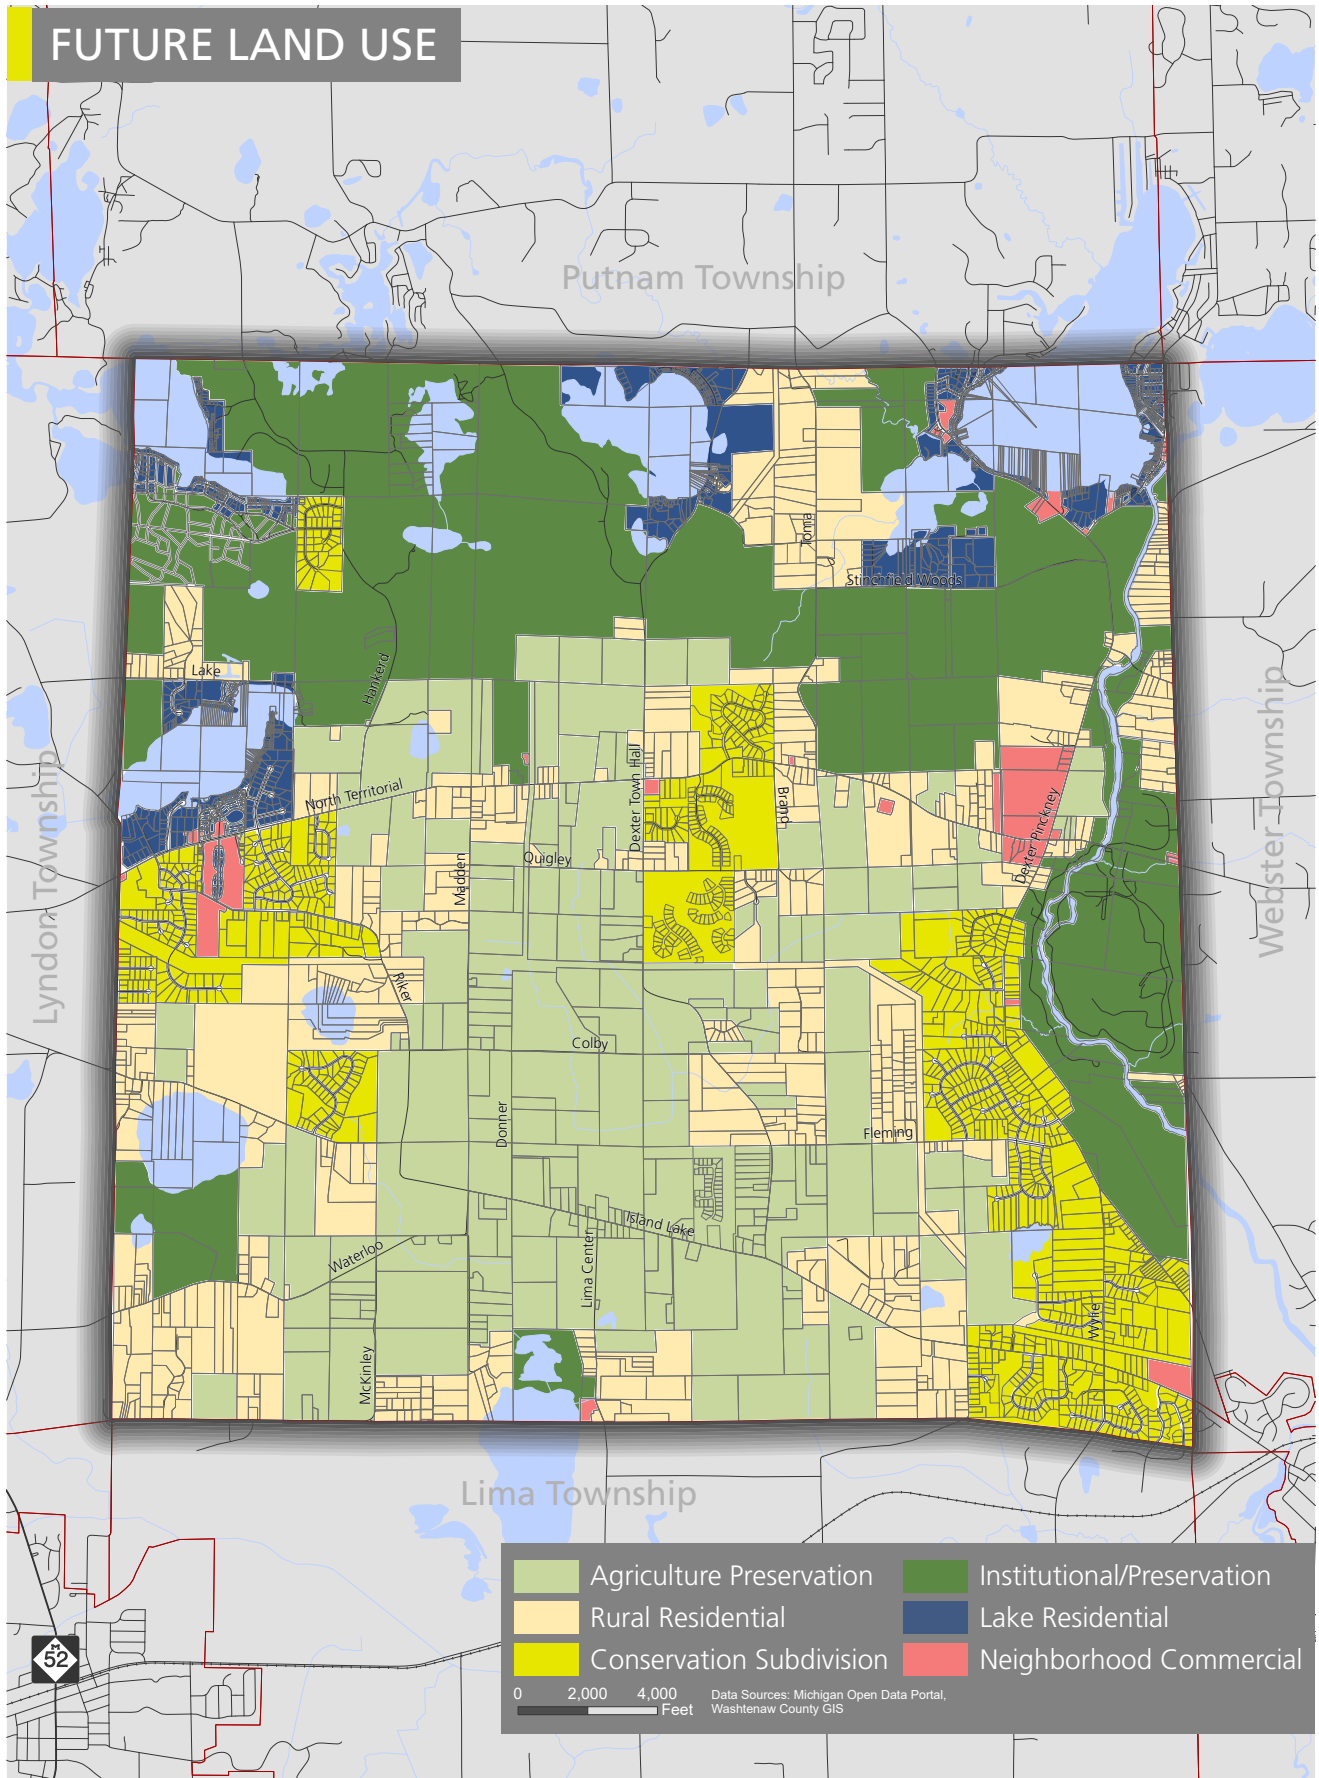 FUTURE LAND USE
Putnam Township
Toma
Stinchfield Woods
Lake
Hankerd
Webster Township
Lyndon Township
North Territorial
Dexter Town Hall
Brand
Dexter Pinckney
Quigley
Madden
Riker
Colby
Donner
Fleming
Island Lake
Waterloo
Lima Center
Wylie
McKinley
Lima Township
Agriculture Preservation
Institutional/Preservation
Rural Residential
Lake Residential
Conservation Subdivision
Neighborhood Commercial
M
52
0 2,000 4,000
Feet
Data Sources: Michigan Open Data Portal,
Washtenaw County GIS